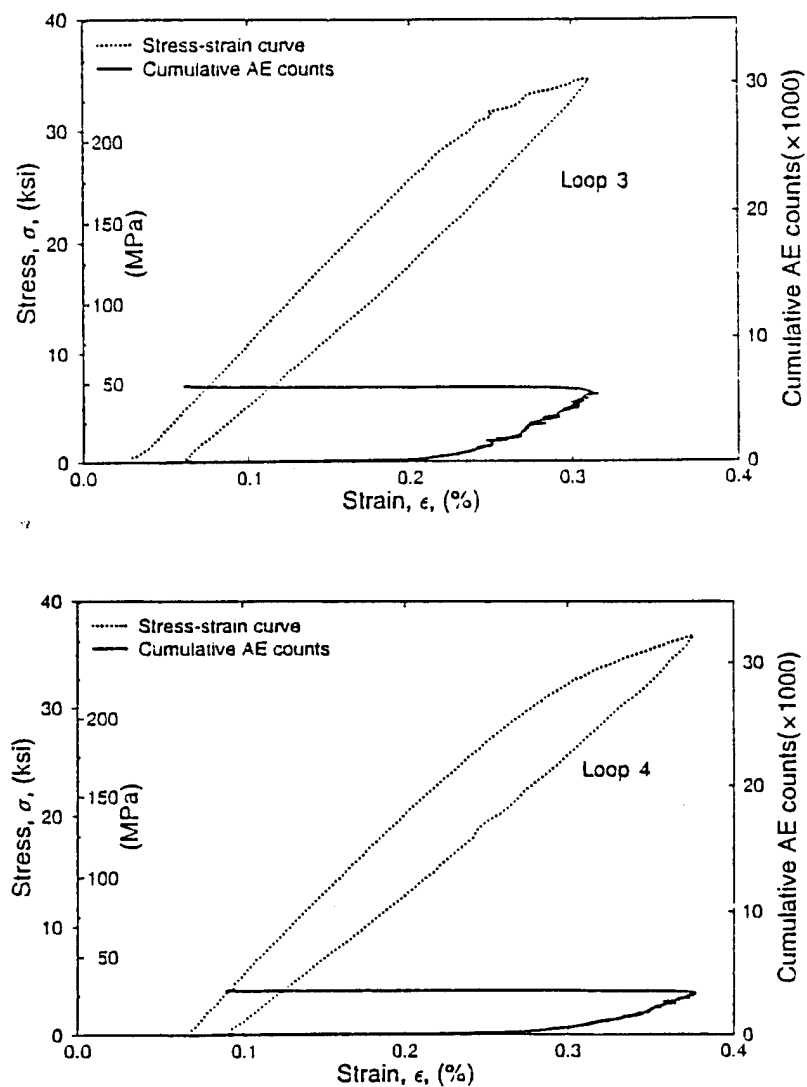 40
30
20
10
0
Stress, σ, (ksi)
200
150
100
50
(MPa)
Stress-strain curve
Cumulative AE counts
Loop 3
30
20
10
0
Cumulative AE counts(×1000)
0.0 0.1 0.2 0.3 0.4
Strain, ϵ, (%)
40
30
20
10
0
Stress, σ, (ksi)
200
150
100
50
(MPa)
Stress-strain curve
Cumulative AE counts
Loop 4
30
20
10
0
Cumulative AE counts(×1000)
0.0 0.1 0.2 0.3 0.4
Strain, ϵ, (%)